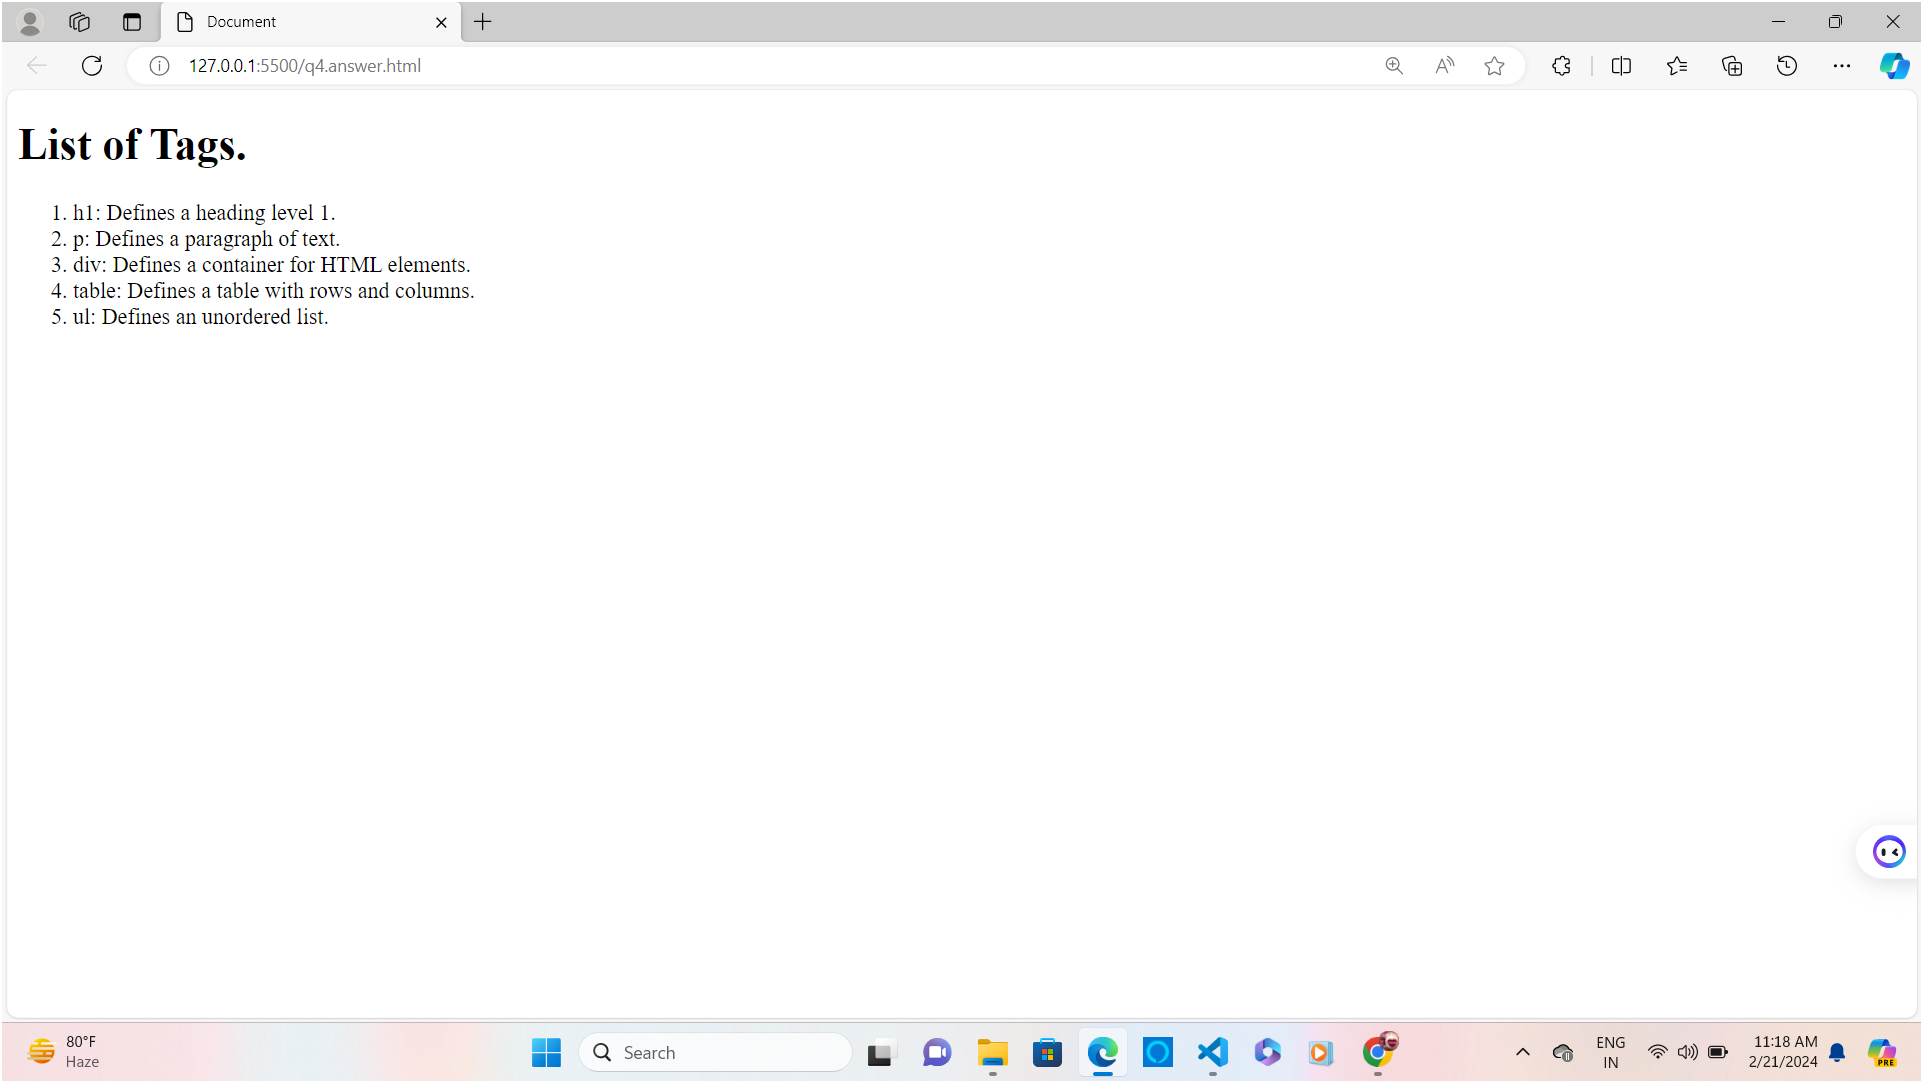 Document
127.0.0.1:5500/q4.answer.html
List of Tags.
1. h1: Defines a heading level 1.
2. p: Defines a paragraph of text.
3. div: Defines a container for HTML elements.
4. table: Defines a table with rows and columns.
5. ul: Defines an unordered list.
80°F
Haze
Search
ENG
IN
11:18 AM
2/21/2024
PRE